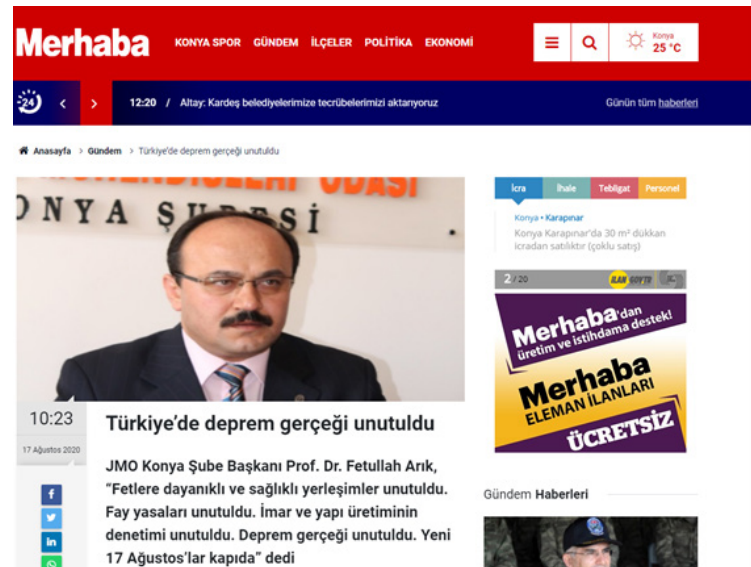 Merhaba
KONYA SPOR GÜNDEM İLÇELER POLİTİKA EKONOMİ
Konya
25 °C
24
12:20 / Altay: Kardeş belediyelerimize tecrübelerimizi aktarıyoruz
Günün tüm haberleri
Anasayfa > Gündem > Türkiye'de deprem gerçeği unutuldu
ODASI
ONYA ŞUBESİ
10:23
17 Ağustos 2020
Türkiye'de deprem gerçeği unutuldu
JMO Konya Şube Başkanı Prof. Dr. Fetullah Arık,
“Fetlere dayanıklı ve sağlıklı yerleşimler unutuldu.
Fay yasaları unutuldu. İmar ve yapı üretiminin
denetimi unutuldu. Deprem gerçeği unutuldu. Yeni
17 Ağustos'lar kapıda” dedi
İcra İhale Tebligat Personel
Konya • Karapınar
Konya Karapınar'da 30 m² dükkan
icradan satılıktır (çoklu satış)
2 / 20
Merhaba'dan
üretim ve istihdama destek!
Merhaba
ELEMAN İLANLARI
ÜCRETSİZ
Gündem Haberleri